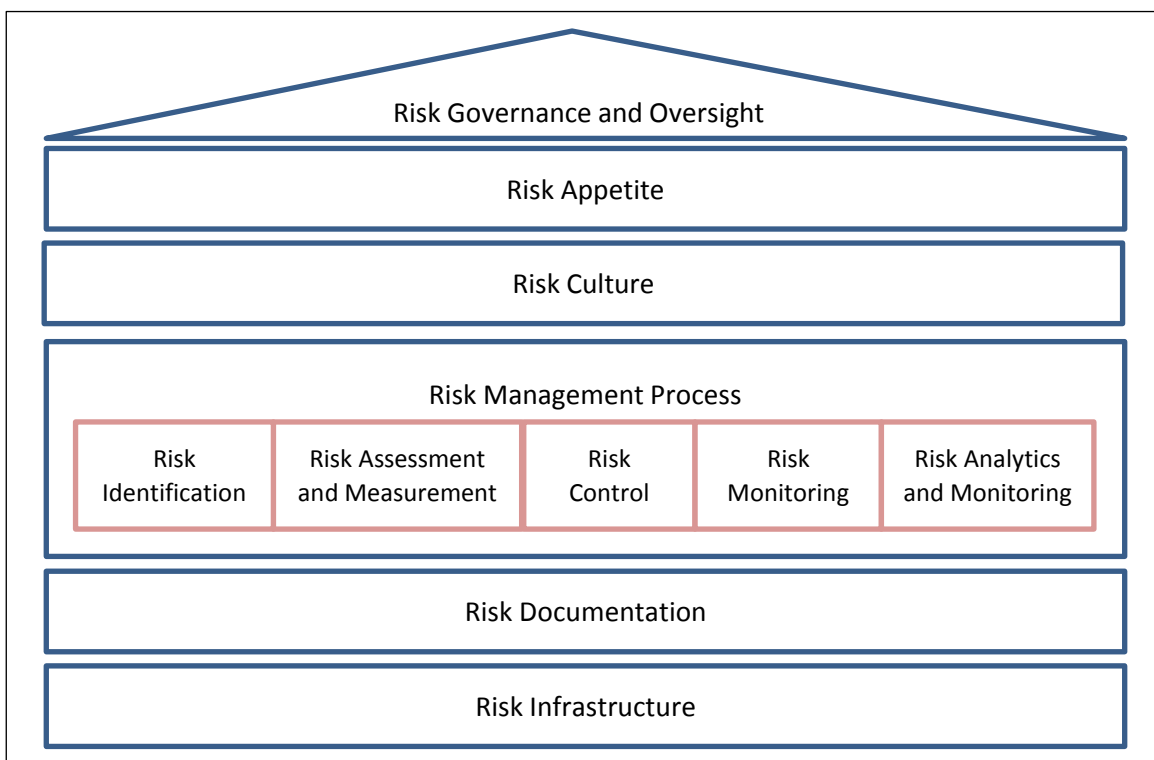 Risk Governance and Oversight
Risk Appetite
Risk Culture
Risk Management Process
Risk
Identification
Risk Assessment
and Measurement
Risk
Control
Risk
Monitoring
Risk Analytics
and Monitoring
Risk Documentation
Risk Infrastructure